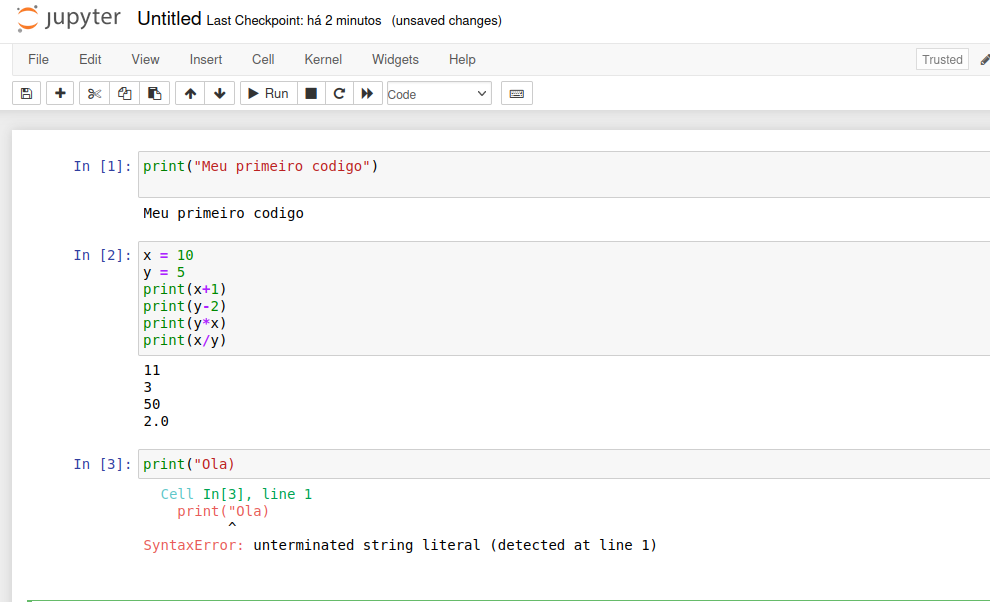 jupyter Untitled Last Checkpoint: há 2 minutos (unsaved changes)
File Edit View Insert Cell Kernel Widgets Help Trusted
Run Code
In [1]: print("Meu primeiro codigo")
Meu primeiro codigo
In [2]: x = 10
y = 5
print(x+1)
print(y-2)
print(y*x)
print(x/y)
11
3
50
2.0
In [3]: print("Ola)
Cell In[3], line 1
print("Ola)
^
SyntaxError: unterminated string literal (detected at line 1)